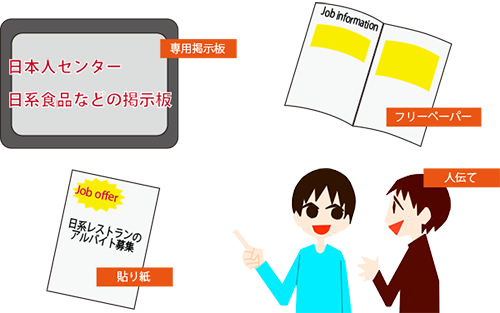 専用掲示板
日本人センター
日系食品などの掲示板
Job information
フリーペーパー
Job offer
日系レストランの
アルバイト募集
貼り紙
人伝て